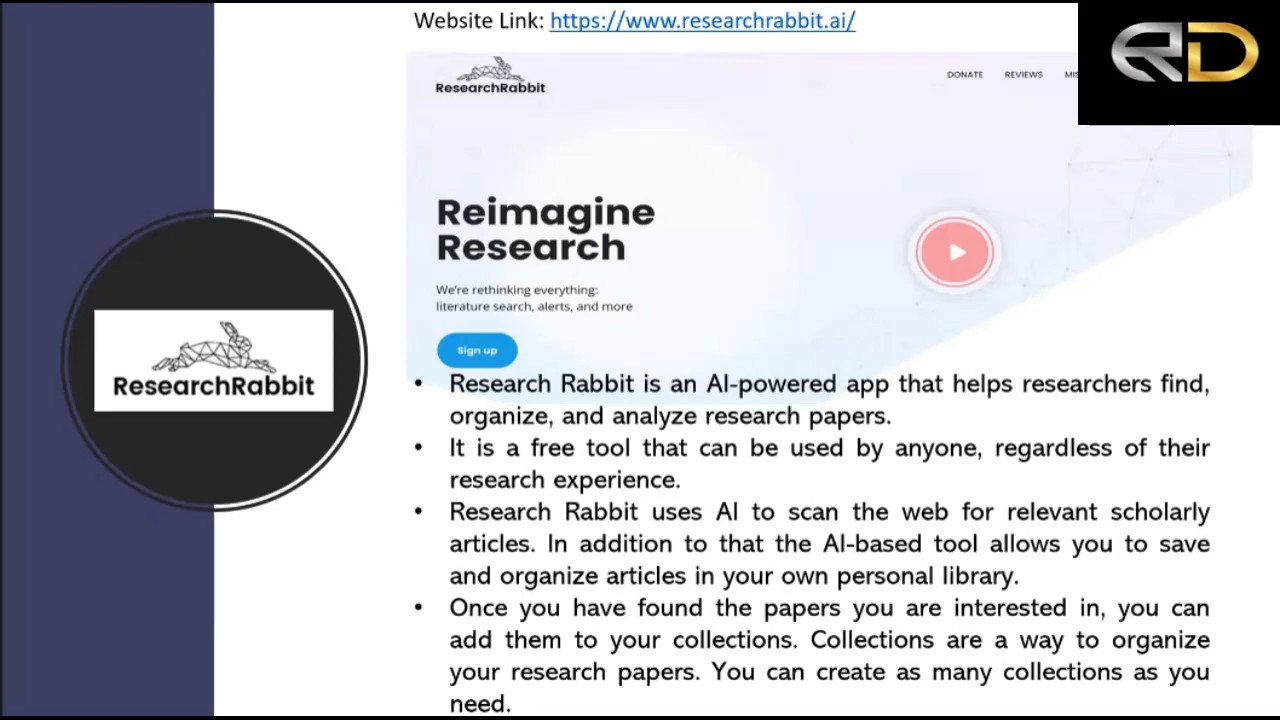 Website Link: https://www.researchrabbit.ai/
ResearchRabbit
DONATE REVIEWS
Reimagine
Research
We're rethinking everything:
literature search, alerts, and more
Sign up
ResearchRabbit
• Research Rabbit is an AI-powered app that helps researchers find,
organize, and analyze research papers.
• It is a free tool that can be used by anyone, regardless of their
research experience.
• Research Rabbit uses AI to scan the web for relevant scholarly
articles. In addition to that the AI-based tool allows you to save
and organize articles in your own personal library.
• Once you have found the papers you are interested in, you can
add them to your collections. Collections are a way to organize
your research papers. You can create as many collections as you
need.